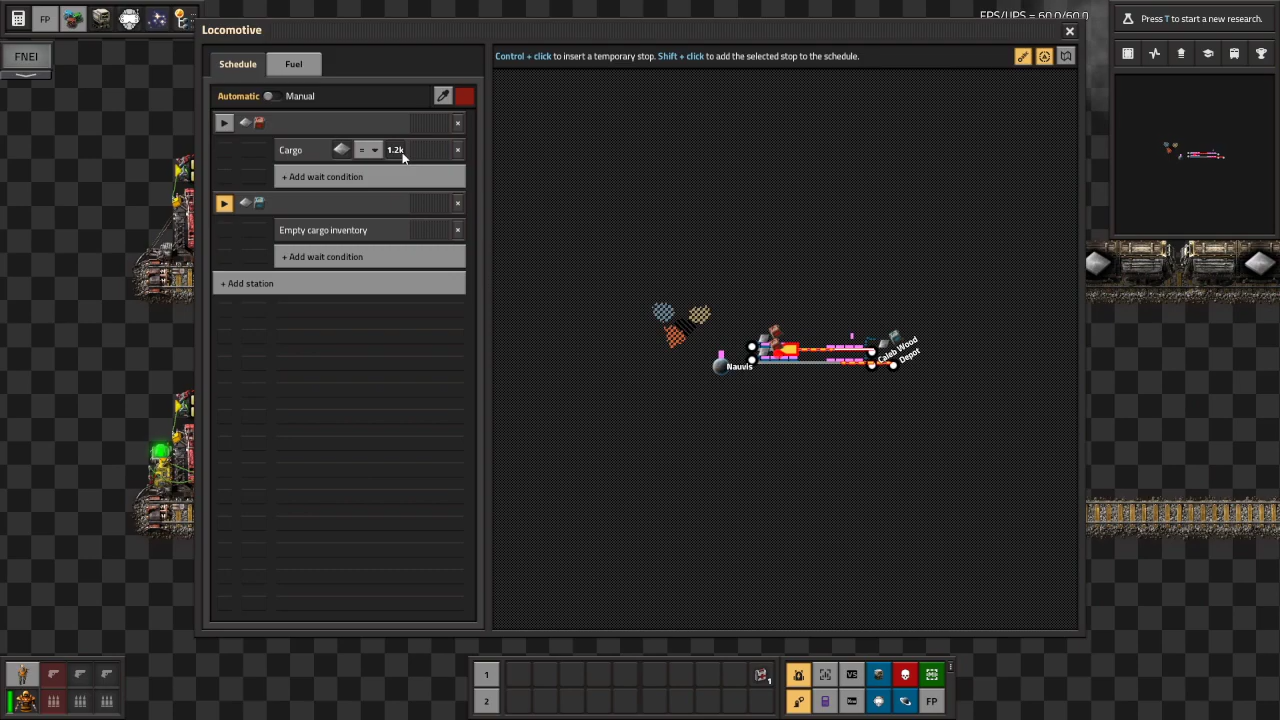 FP
FPS/UPS = 60.0/60.0
Press T to start a new research.
FNEI
Locomotive
Schedule
Fuel
Control + click to insert a temporary stop. Shift + click to add the selected stop to the schedule.
Automatic
Manual
Cargo
=
1.2k
+ Add wait condition
Empty cargo inventory
+ Add wait condition
+ Add station
Nauvis
Caleb Wood
Depot
1
2
1
FP